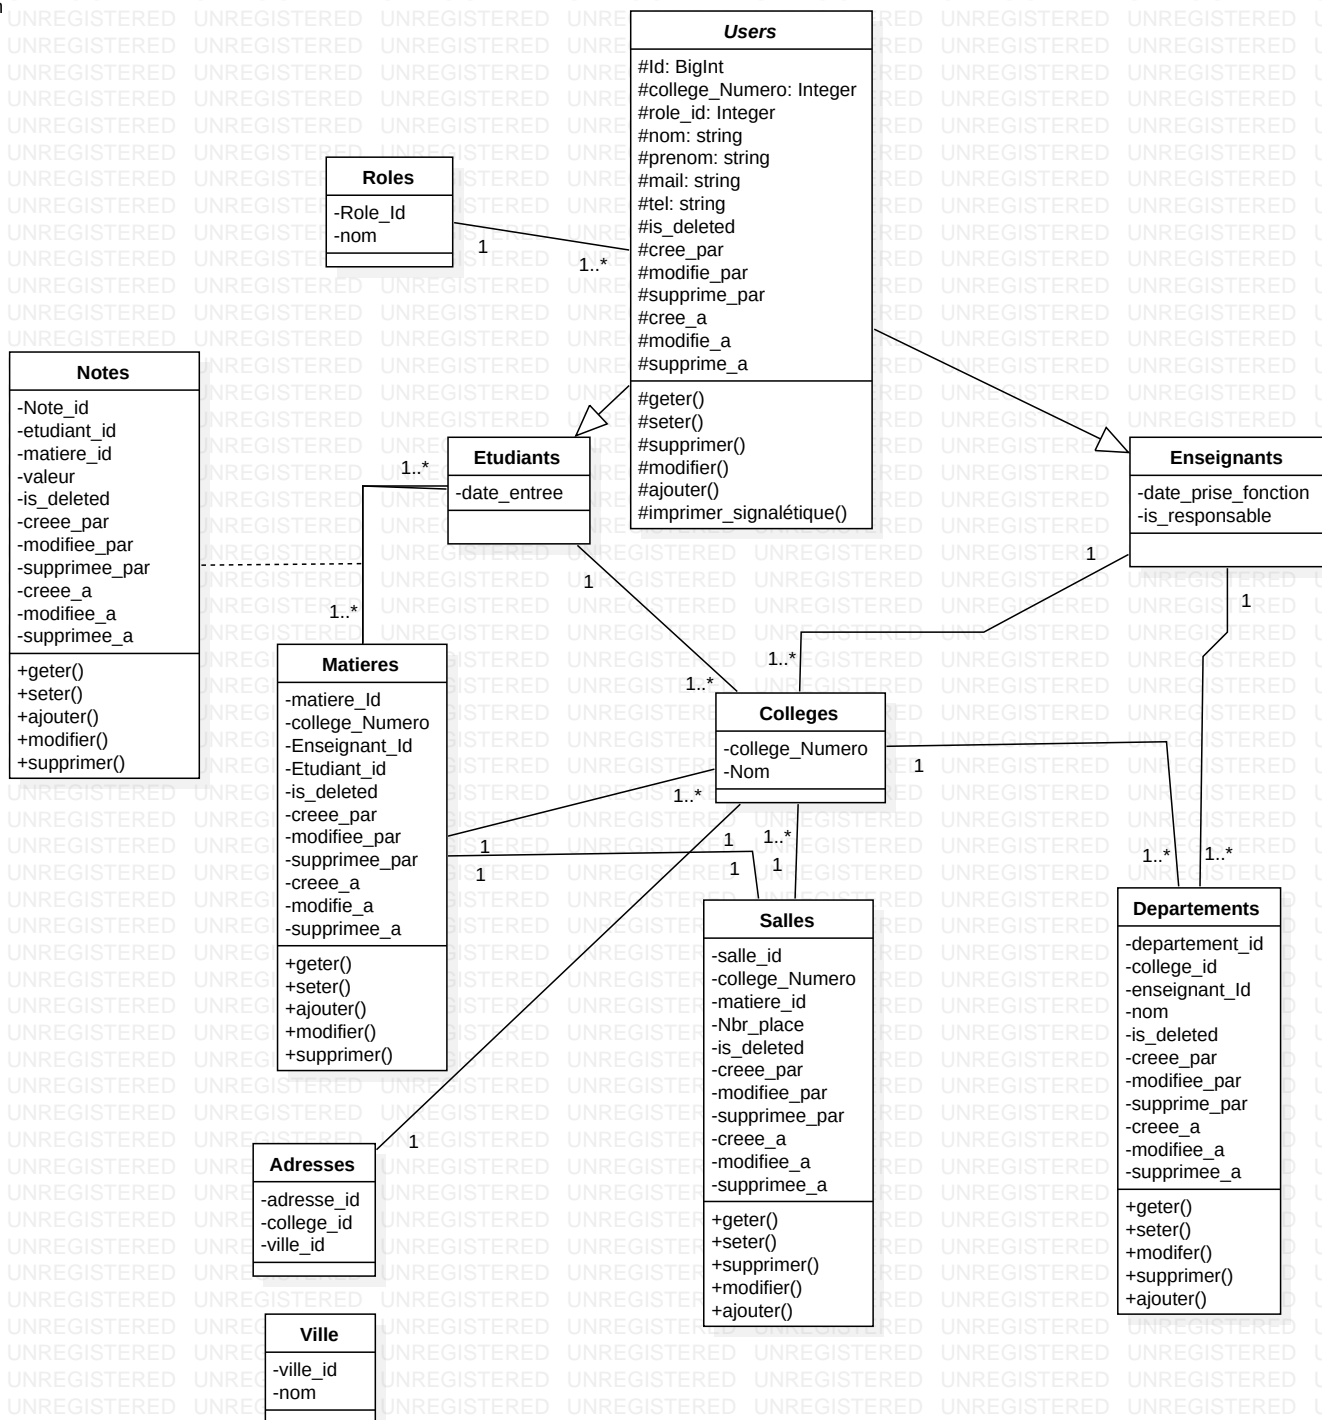 Users
#Id: BigInt
#college_Numero: Integer
#role_id: Integer
#nom: string
#prenom: string
#mail: string
#tel: string
#is_deleted
#cree_par
#modifie_par
#supprime_par
#cree_a
#modifie_a
#supprime_a
#geter()
#seter()
#supprimer()
#modifier()
#ajouter()
#imprimer_signalétique()
Roles
-Role_Id
-nom
1
1..*
Notes
-Note_id
-etudiant_id
-matiere_id
-valeur
-is_deleted
-creee_par
-modifiee_par
-supprimee_par
-creee_a
-modifiee_a
-supprimee_a
+geter()
+seter()
+ajouter()
+modifier()
+supprimer()
Etudiants
-date_entree
1..*
1..*
1
1..*
Enseignants
-date_prise_fonction
-is_responsable
1
1..*
1
1..*
Matieres
-matiere_Id
-college_Numero
-Enseignant_Id
-Etudiant_id
-is_deleted
-creee_par
-modifiee_par
-supprimee_par
-creee_a
-modifie_a
-supprimee_a
+geter()
+seter()
+ajouter()
+modifier()
+supprimer()
Colleges
-college_Numero
-Nom
1
1..*
1..*
1
1
1
1..*
1
1
1
Salles
-salle_id
-college_Numero
-matiere_id
-Nbr_place
-is_deleted
-creee_par
-modifiee_par
-supprimee_par
-creee_a
-modifiee_a
-supprimee_a
+geter()
+seter()
+supprimer()
+modifier()
+ajouter()
Departements
-departement_id
-college_id
-enseignant_Id
-nom
-is_deleted
-creee_par
-modifiee_par
-supprime_par
-creee_a
-modifiee_a
-supprimee_a
+geter()
+seter()
+modifer()
+supprimer()
+ajouter()
Adresses
-adresse_id
-college_id
-ville_id
Ville
-ville_id
-nom
UNREGISTERED